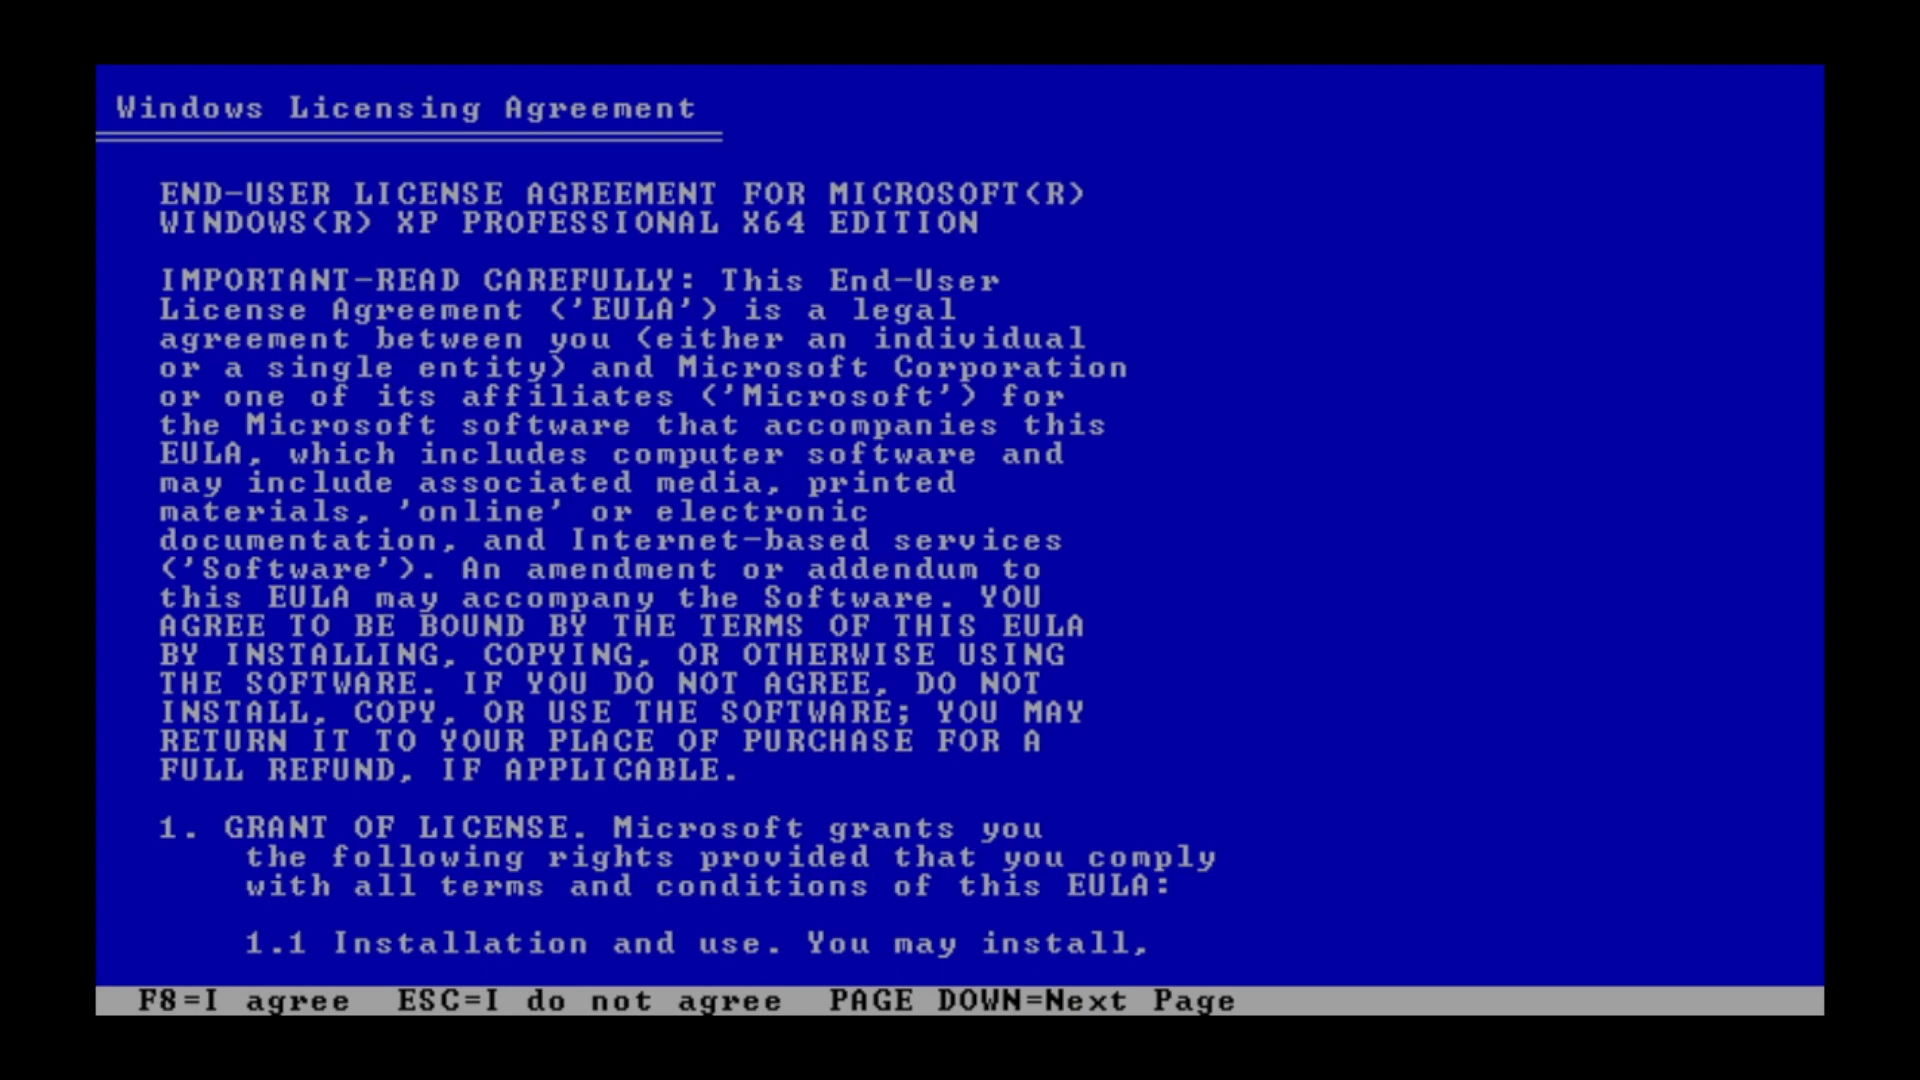 Windows Licensing Agreement
END-USER LICENSE AGREEMENT FOR MICROSOFT(R)
WINDOWS(R) XP PROFESSIONAL X64 EDITION
IMPORTANT-READ CAREFULLY: This End-User
License Agreement ('EULA') is a legal
agreement between you (either an individual
or a single entity) and Microsoft Corporation
or one of its affiliates ('Microsoft') for
the Microsoft software that accompanies this
EULA, which includes computer software and
may include associated media, printed
materials, 'online' or electronic
documentation, and Internet-based services
('Software'). An amendment or addendum to
this EULA may accompany the Software. YOU
AGREE TO BE BOUND BY THE TERMS OF THIS EULA
BY INSTALLING, COPYING, OR OTHERWISE USING
THE SOFTWARE. IF YOU DO NOT AGREE, DO NOT
INSTALL, COPY, OR USE THE SOFTWARE; YOU MAY
RETURN IT TO YOUR PLACE OF PURCHASE FOR A
FULL REFUND, IF APPLICABLE.
1. GRANT OF LICENSE. Microsoft grants you
the following rights provided that you comply
with all terms and conditions of this EULA:
1.1 Installation and use. You may install,
F8=I agree  ESC=I do not agree  PAGE DOWN=Next Page